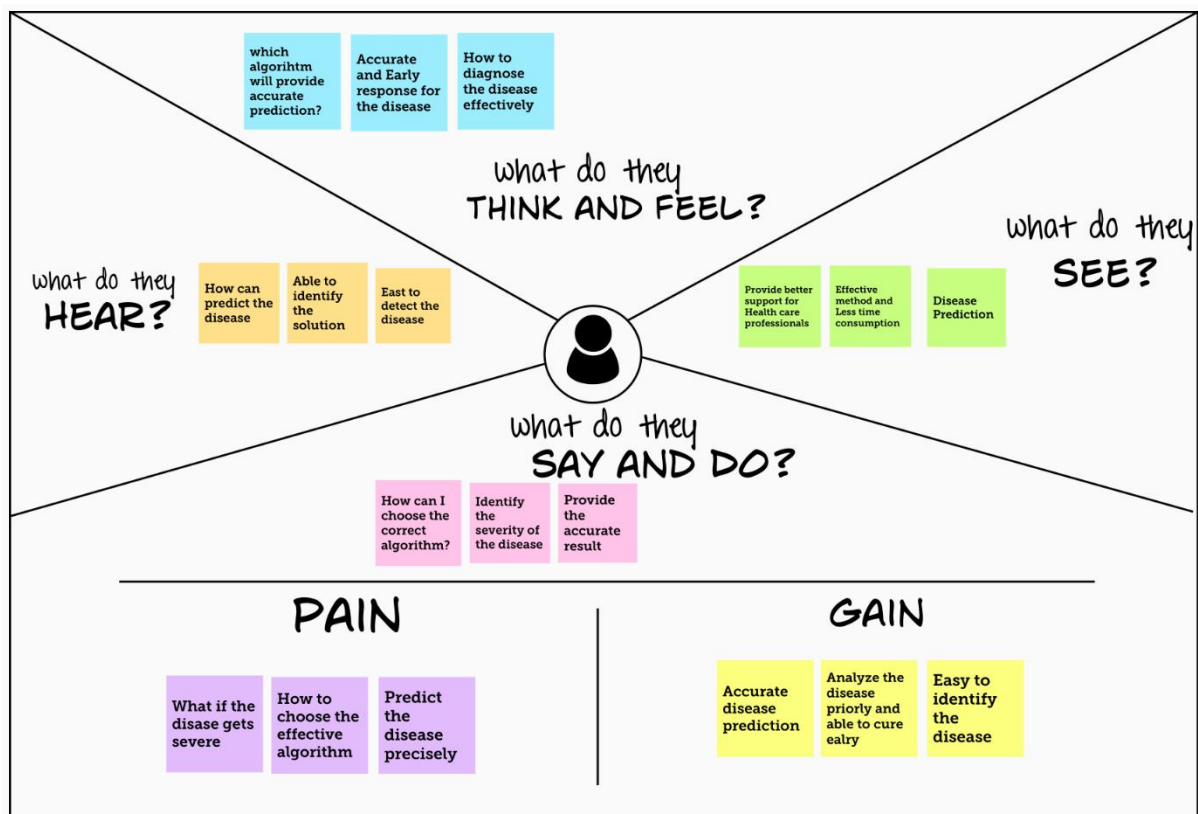 which
algorihtm
will provide
accurate
prediction?
Accurate
and Early
response for
the disease
How to
diagnose
the disease
effectively
what do they
THINK AND FEEL?
what do they
HEAR?
How can
predict the
disease
Able to
identify
the
solution
East to
detect the
disease
what do they
SEE?
Provide better
support for
Health care
professionals
Effective
method and
Less time
consumption
Disease
Prediction
what do they
SAY AND DO?
How can I
choose the
correct
algorithm?
Identify
the
severity of
the disease
Provide
the
accurate
result
PAIN
What if the
disase gets
severe
How to
choose the
effective
algorithm
Predict
the
disease
precisely
GAIN
Accurate
disease
prediction
Analyze the
disease
priorly and
able to cure
ealry
Easy to
identify
the
disease